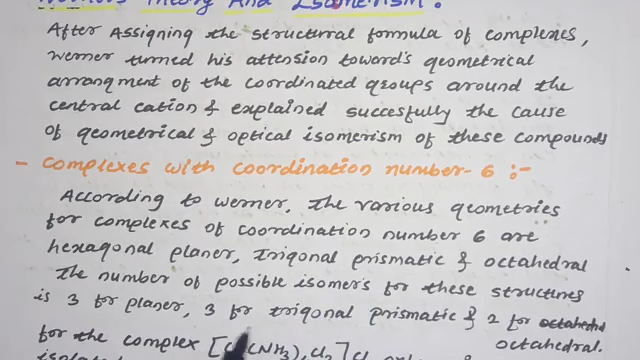 Werner's Theory And Isomerism :
After Assigning the structural formula of complexes,
Werner turned his attention toward's geometrical
arrangment of the coordinated groups around the
central cation & explained succesfully the cause
of geometrical & optical isomerism of these compounds
- Complexes with coordination number - 6 :-
According to Werner, The various geometries
for complexes of coordination number 6 are
hexagonal planer, trigonal prismatic & octahedral
The number of possible isomers for these structures
is 3 for planer, 3 for trigonal prismatic & 2 for octahedral
octahedral.
for the complex